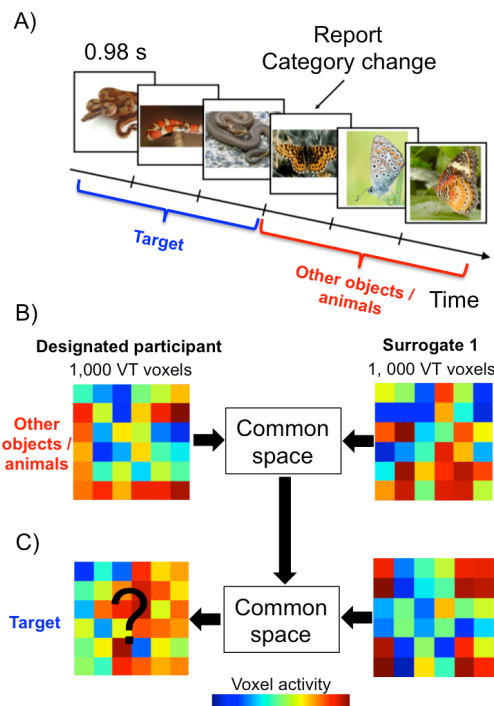 A)
0.98 s
Report
Category change
Target
Other objects /
animals
Time
B)
Designated participant
1,000 VT voxels
Surrogate 1
1, 000 VT voxels
Other
objects /
animals
Common
space
C)
Target
?
Common
space
Voxel activity